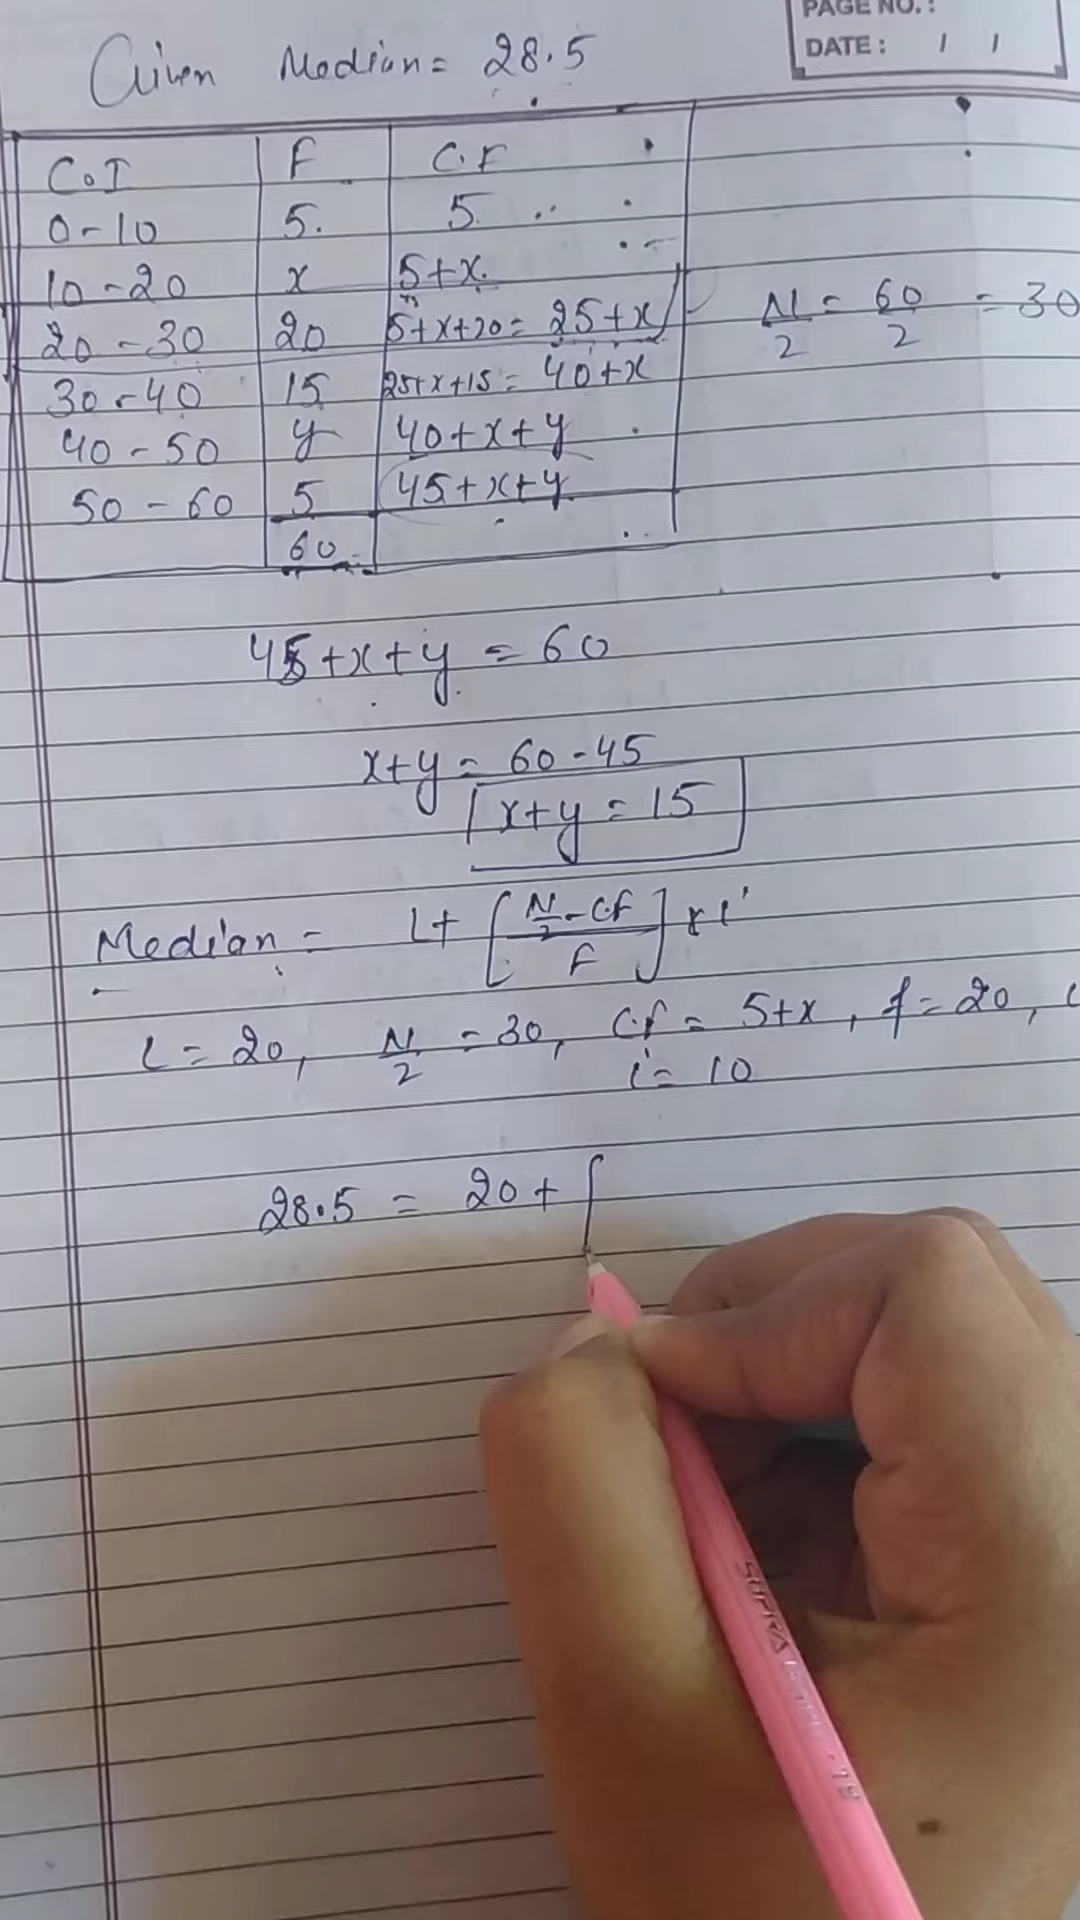 PAGE NO. :
DATE : / /
Given Median = 28.5
C.I F C.F
0-10 5. 5.
10-20 x 5+x.
20-30 20 5+x+20 = 25+x
N/2 = 60/2 = 30
30-40 15 25+x+15 = 40+x
40-50 y 40+x+y
50-60 5 45+x+y
60
45+x+y = 60
x+y = 60-45
x+y = 15
Median = L+ [N/2-CF / F] × i
L = 20, N/2 = 30, C.f = 5+x, f = 20,
i = 10
28.5 = 20+ [
SUPRA